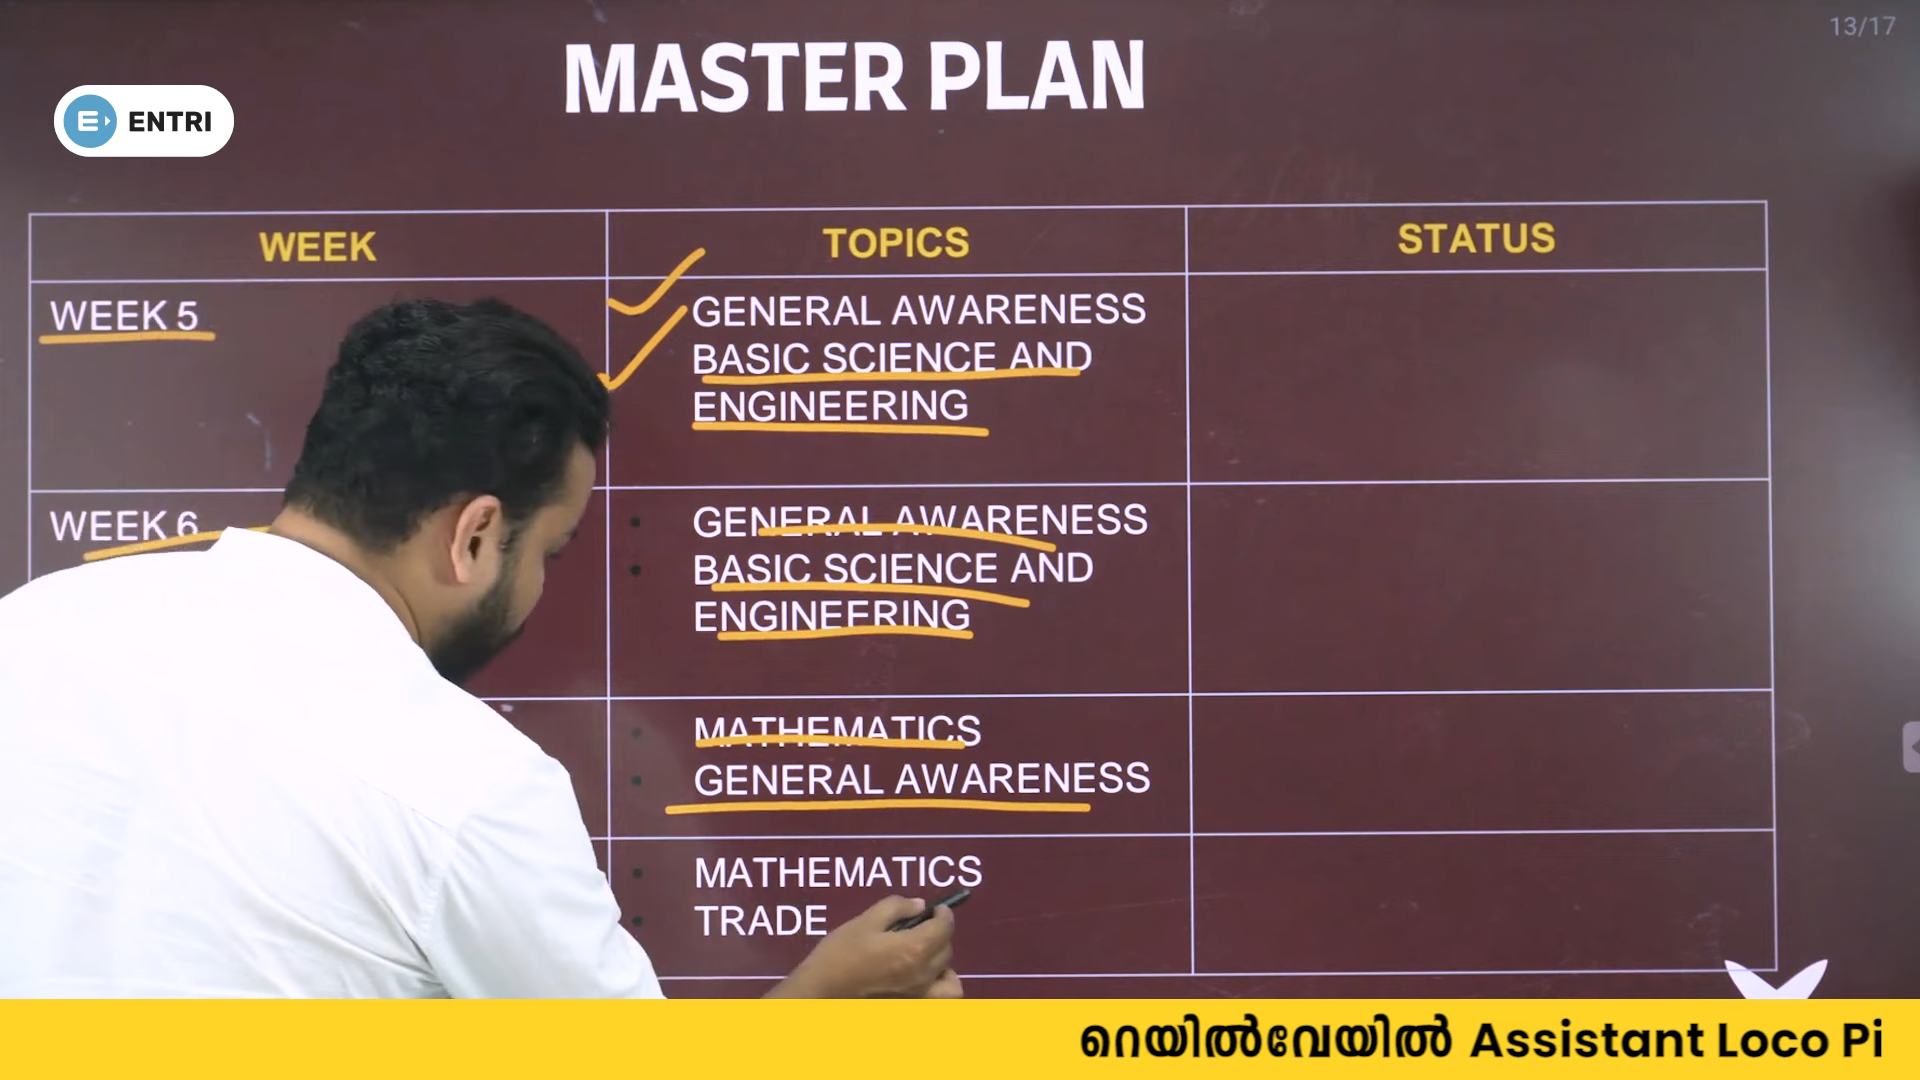 13/17
MASTER PLAN
ENTRI
WEEK TOPICS STATUS
WEEK 5
GENERAL AWARENESS
BASIC SCIENCE AND
ENGINEERING
WEEK 6
GENERAL AWARENESS
BASIC SCIENCE AND
ENGINEERING
MATHEMATICS
GENERAL AWARENESS
MATHEMATICS
TRADE
റെയിൽവേയിൽ Assistant Loco Pi